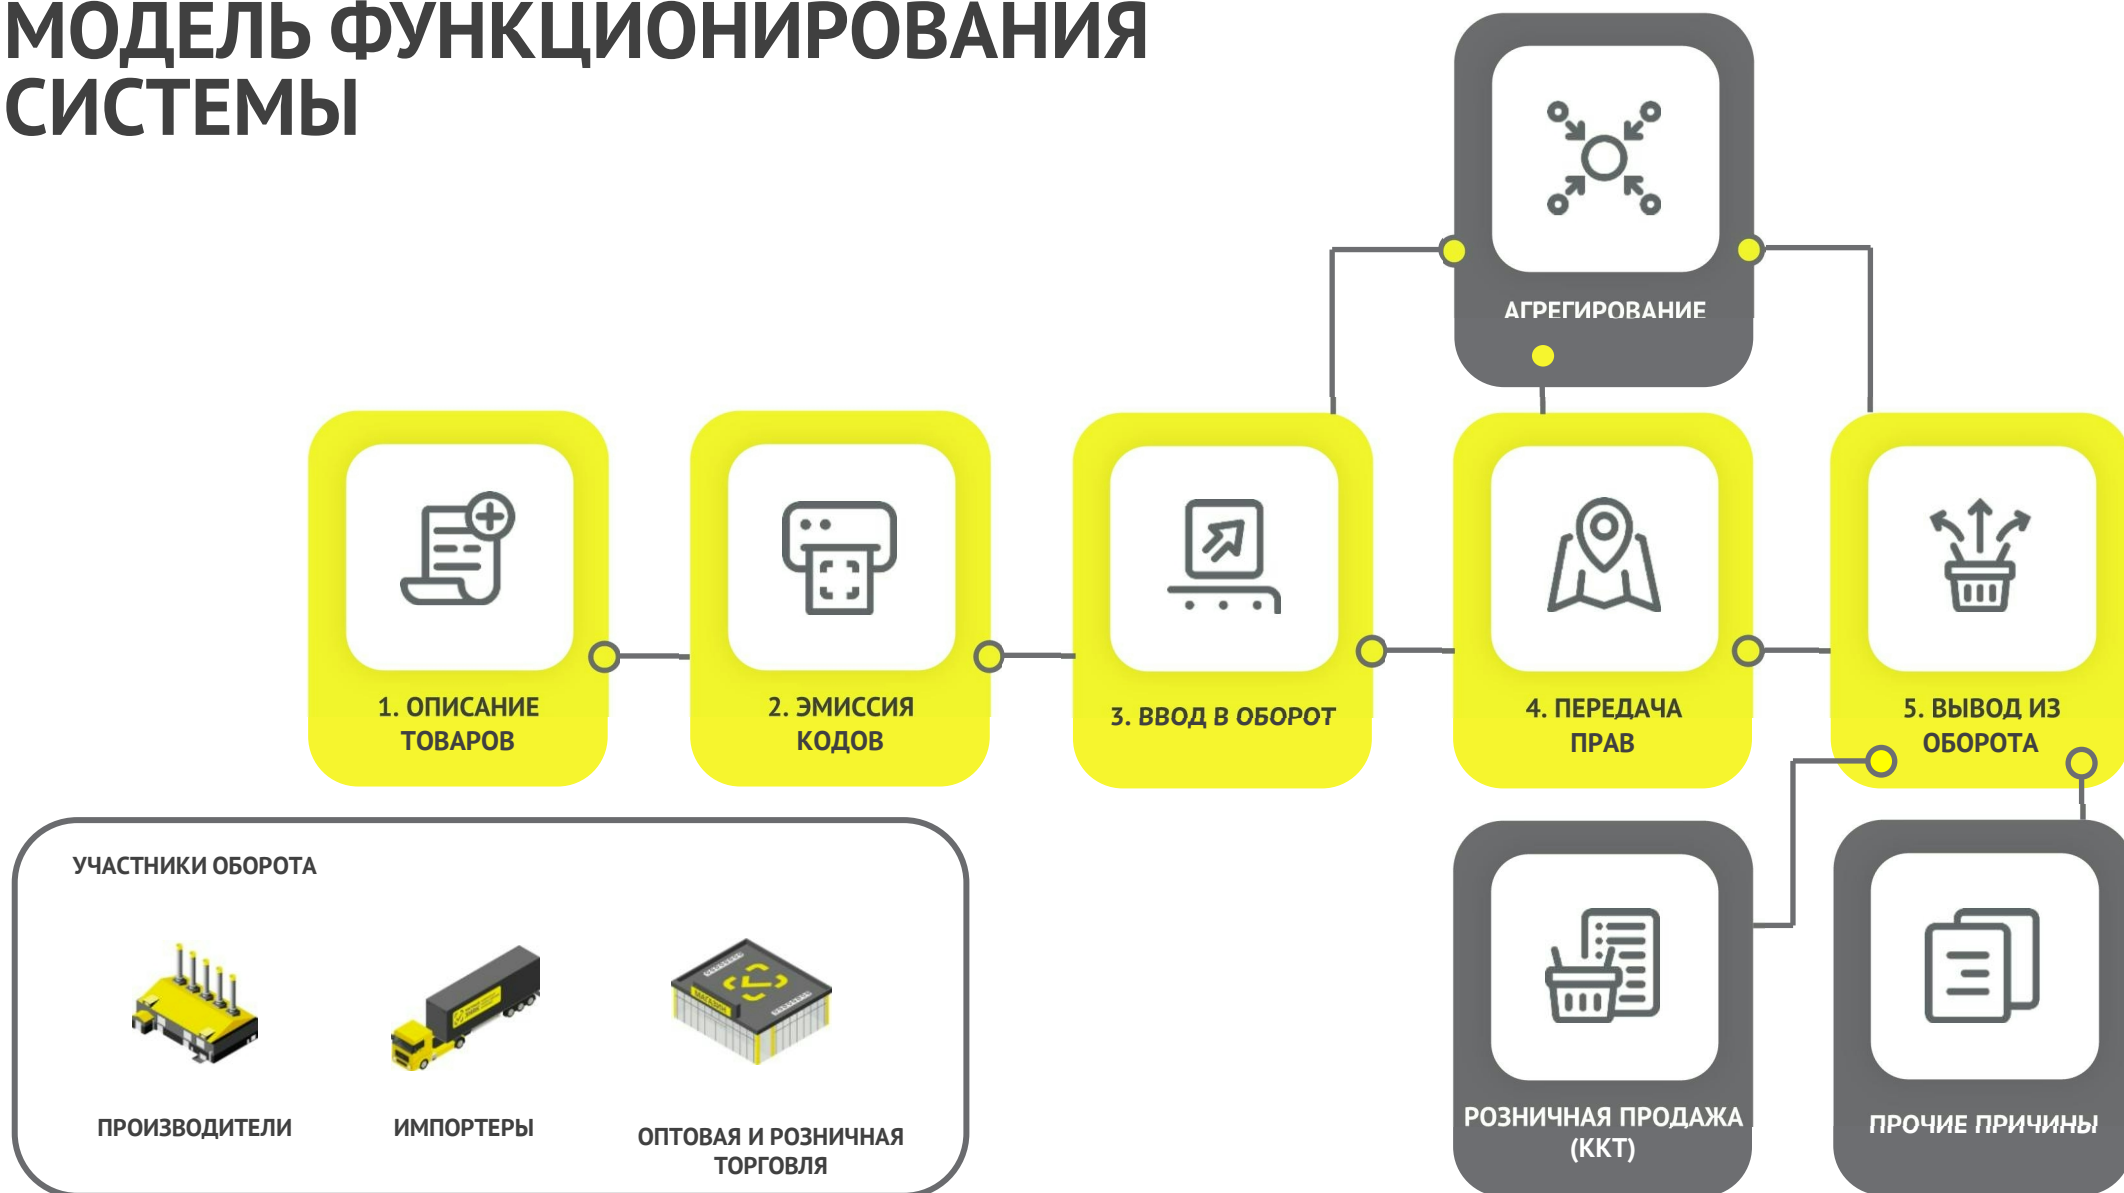 МОДЕЛЬ ФУНКЦИОНИРОВАНИЯ
СИСТЕМЫ
АГРЕГИРОВАНИЕ
1. ОПИСАНИЕ
ТОВАРОВ
2. ЭМИССИЯ
КОДОВ
3. ВВОД В ОБОРОТ
4. ПЕРЕДАЧА
ПРАВ
5. ВЫВОД ИЗ
ОБОРОТА
УЧАСТНИКИ ОБОРОТА
МАГАЗИН
ПРОИЗВОДИТЕЛИ
ИМПОРТЕРЫ
ОПТОВАЯ И РОЗНИЧНАЯ
ТОРГОВЛЯ
РОЗНИЧНАЯ ПРОДАЖА
(ККТ)
ПРОЧИЕ ПРИЧИНЫ